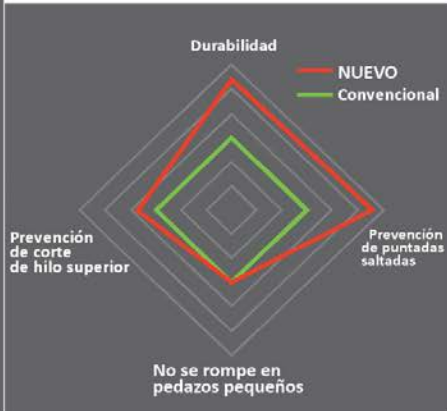 Durabilidad
NUEVO
Convencional
Prevención
de corte
de hilo superior
Prevención
de puntadas
saltadas
No se rompe en
pedazos pequeños